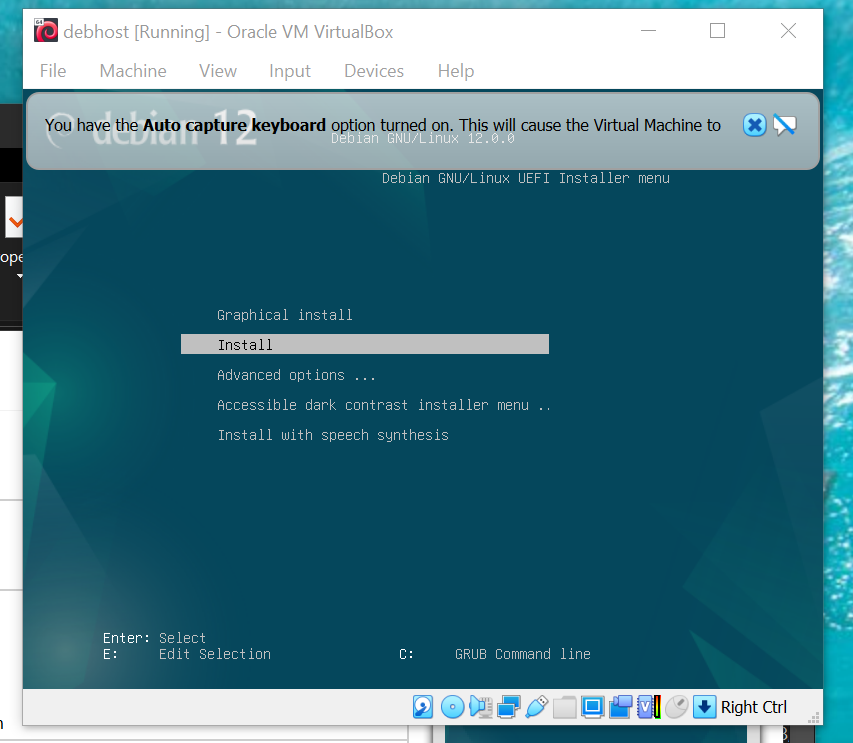 debhost [Running] - Oracle VM VirtualBox
File Machine View Input Devices Help
You have the Auto capture keyboard option turned on. This will cause the Virtual Machine to
debian 12
Debian GNU/Linux 12.0.0
Debian GNU/Linux UEFI Installer menu
ope
Graphical install
Install
Advanced options ...
Accessible dark contrast installer menu ..
Install with speech synthesis
Enter: Select
E: Edit Selection C: GRUB Command line
Right Ctrl